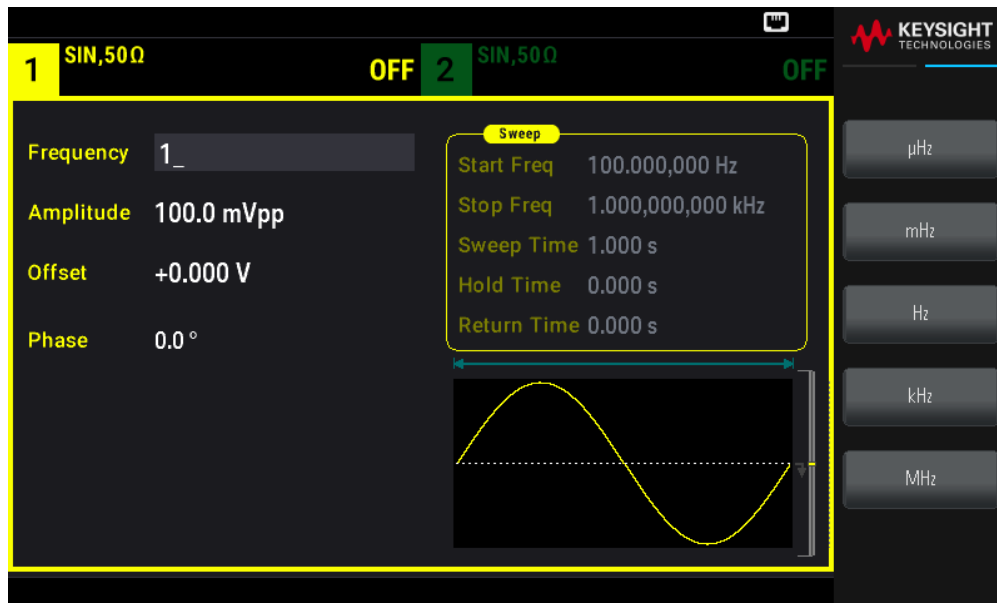 KEYSIGHT
TECHNOLOGIES
1 SIN,50Ω OFF 2 SIN,50Ω OFF
Frequency 1_
Amplitude 100.0 mVpp
Offset +0.000 V
Phase 0.0 °
Sweep
Start Freq 100.000,000 Hz
Stop Freq 1.000,000,000 kHz
Sweep Time 1.000 s
Hold Time 0.000 s
Return Time 0.000 s
µHz
mHz
Hz
kHz
MHz